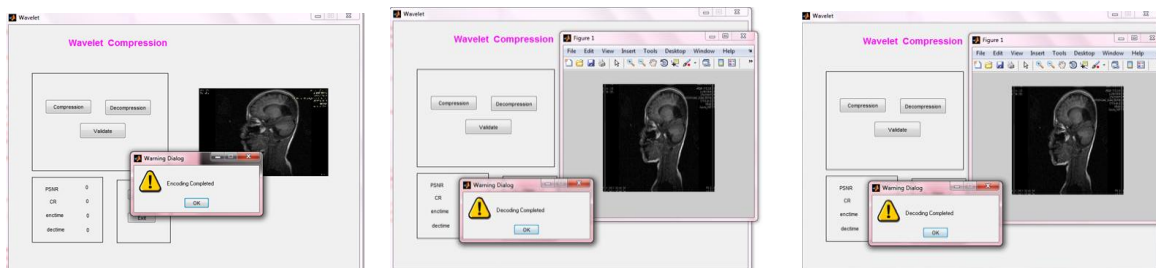 Wavelet
Wavelet Compression
Compression
Decompression
Validate
Warning Dialog
Encoding Completed
OK
PSNR 0
CR 0
enctime 0
dectime 0
Exit
Wavelet
Wavelet Compression
Figure 1
File Edit View Insert Tools Desktop Window Help
Compression
Decompression
Validate
Warning Dialog
Decoding Completed
OK
PSNR
CR
enctime
dectime
Wavelet
Wavelet Compression
Figure 1
File Edit View Insert Tools Desktop Window Help
Compression
Decompression
Validate
Warning Dialog
Decoding Completed
OK
PSNR
CR
enctime
dectime